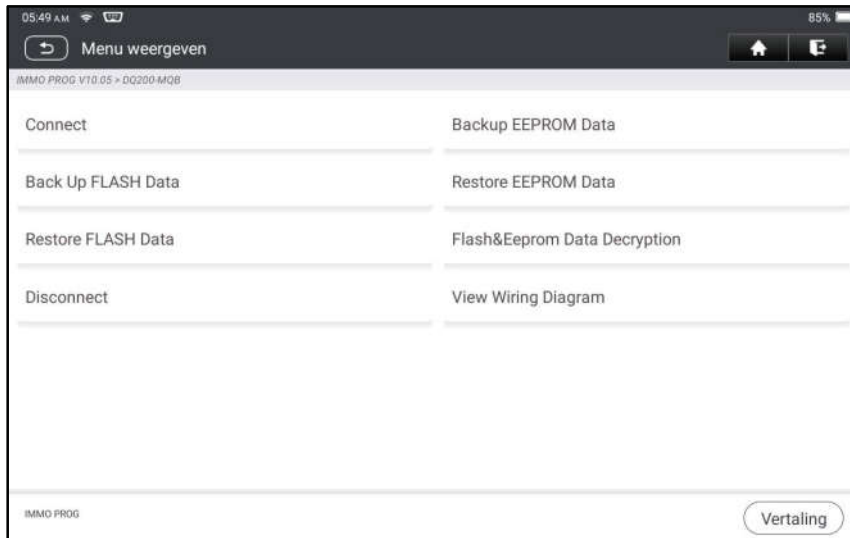 05:49 AM
85%
Menu weergeven
IMMO PROG V10.05 > DQ200-MQB
Connect
Backup EEPROM Data
Back Up FLASH Data
Restore EEPROM Data
Restore FLASH Data
Flash&Eeprom Data Decryption
Disconnect
View Wiring Diagram
IMMO PROG
Vertaling